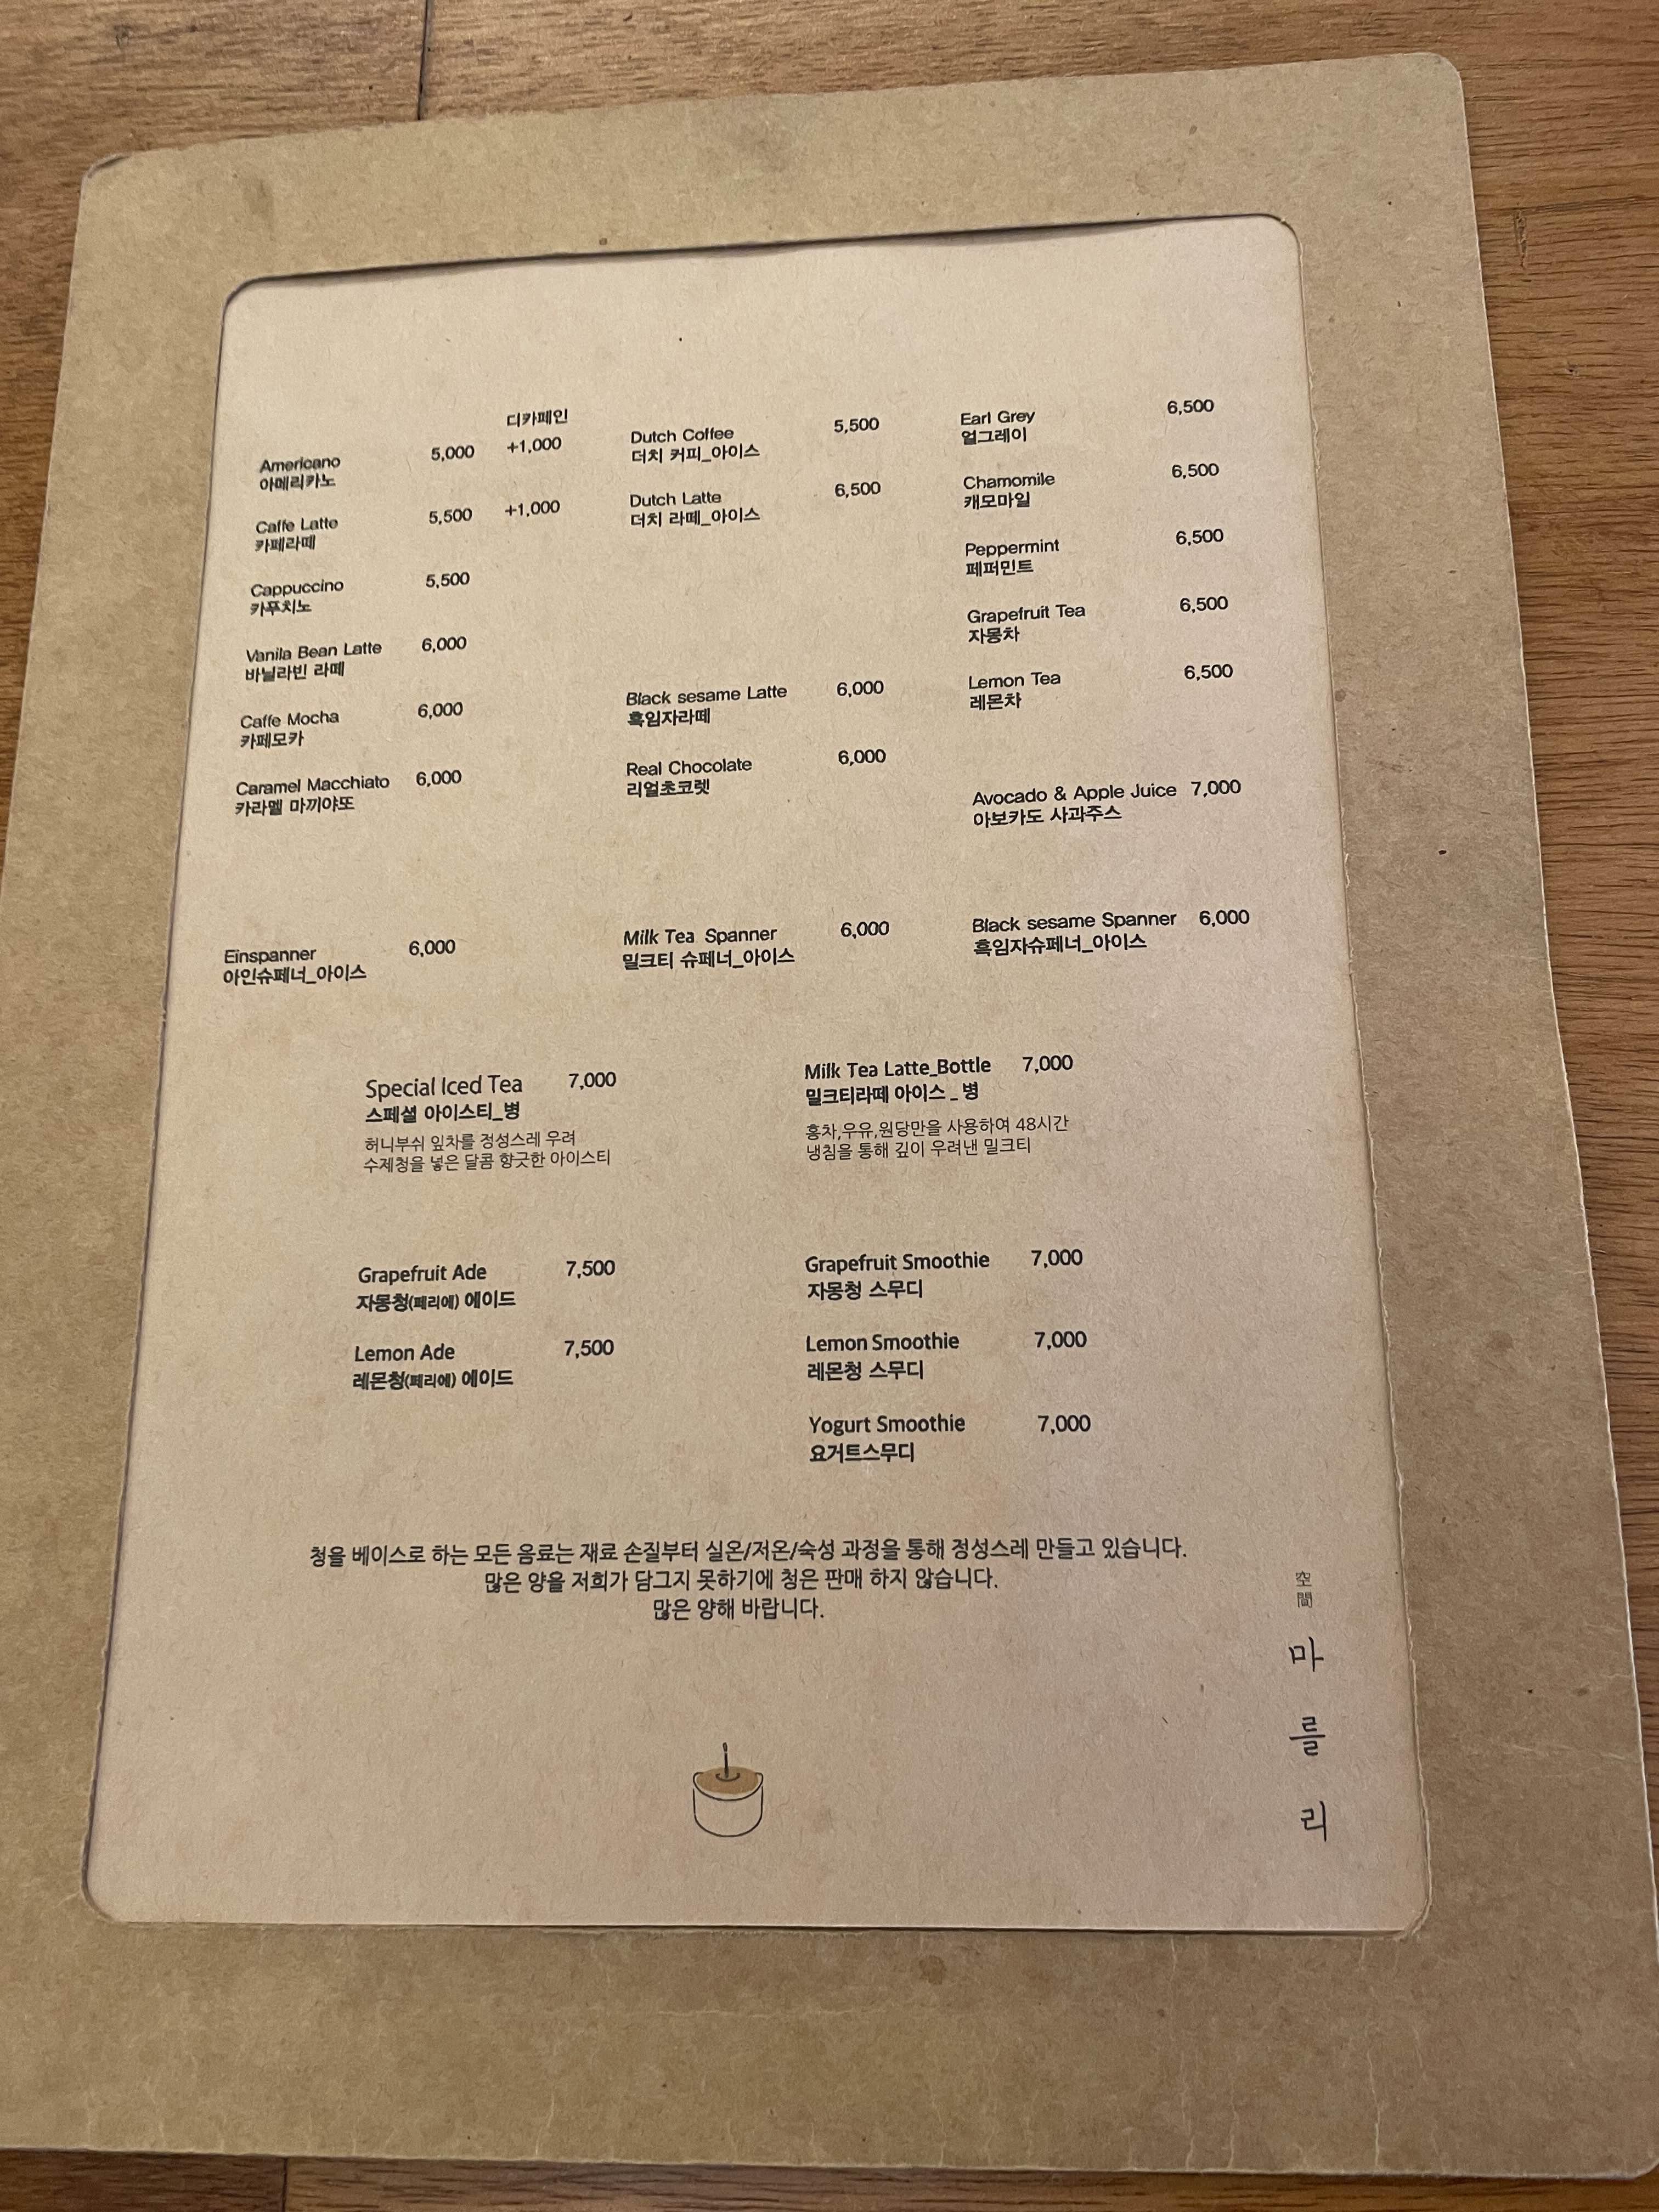 디카페인
Americano 5,000 +1,000
아메리카노
Caffe Latte 5,500 +1,000
카페라떼
Cappuccino 5,500
카푸치노
Vanila Bean Latte 6,000
바닐라빈 라떼
Caffe Mocha 6,000
카페모카
Caramel Macchiato 6,000
카라멜 마끼야또
Dutch Coffee 5,500
더치 커피_아이스
Dutch Latte 6,500
더치 라떼_아이스
Black sesame Latte 6,000
흑임자라떼
Real Chocolate 6,000
리얼초코렛
Earl Grey 6,500
얼그레이
Chamomile 6,500
캐모마일
Peppermint 6,500
페퍼민트
Grapefruit Tea 6,500
자몽차
Lemon Tea 6,500
레몬차
Avocado & Apple Juice 7,000
아보카도 사과주스
Einspanner 6,000
아인슈페너_아이스
Milk Tea Spanner 6,000
밀크티 슈페너_아이스
Black sesame Spanner 6,000
흑임자슈페너_아이스
Special Iced Tea 7,000
스페셜 아이스티_병
허니부쉬 잎차를 정성스레 우려
수제청을 넣은 달콤 향긋한 아이스티
Milk Tea Latte_Bottle 7,000
밀크티라떼 아이스 _ 병
홍차,우유,원당만을 사용하여 48시간
냉침을 통해 깊이 우려낸 밀크티
Grapefruit Ade 7,500
자몽청(페리에) 에이드
Lemon Ade 7,500
레몬청(페리에) 에이드
Grapefruit Smoothie 7,000
자몽청 스무디
Lemon Smoothie 7,000
레몬청 스무디
Yogurt Smoothie 7,000
요거트스무디
청을 베이스로 하는 모든 음료는 재료 손질부터 실온/저온/숙성 과정을 통해 정성스레 만들고 있습니다.
많은 양을 저희가 담그지 못하기에 청은 판매 하지 않습니다.
많은 양해 바랍니다.
空間
마를리